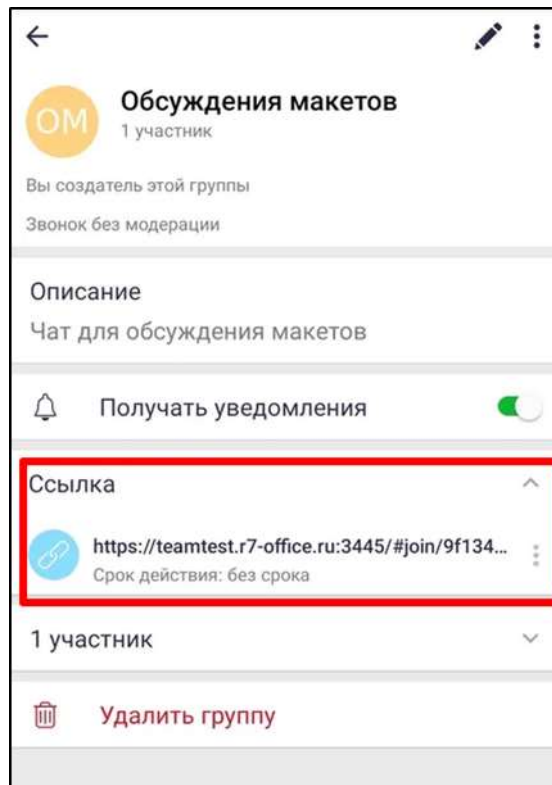 ОМ
Обсуждения макетов
1 участник
Вы создатель этой группы
Звонок без модерации
Описание
Чат для обсуждения макетов
Получать уведомления
Ссылка
https://teamtest.r7-office.ru:3445/#join/9f134...
Срок действия: без срока
1 участник
Удалить группу